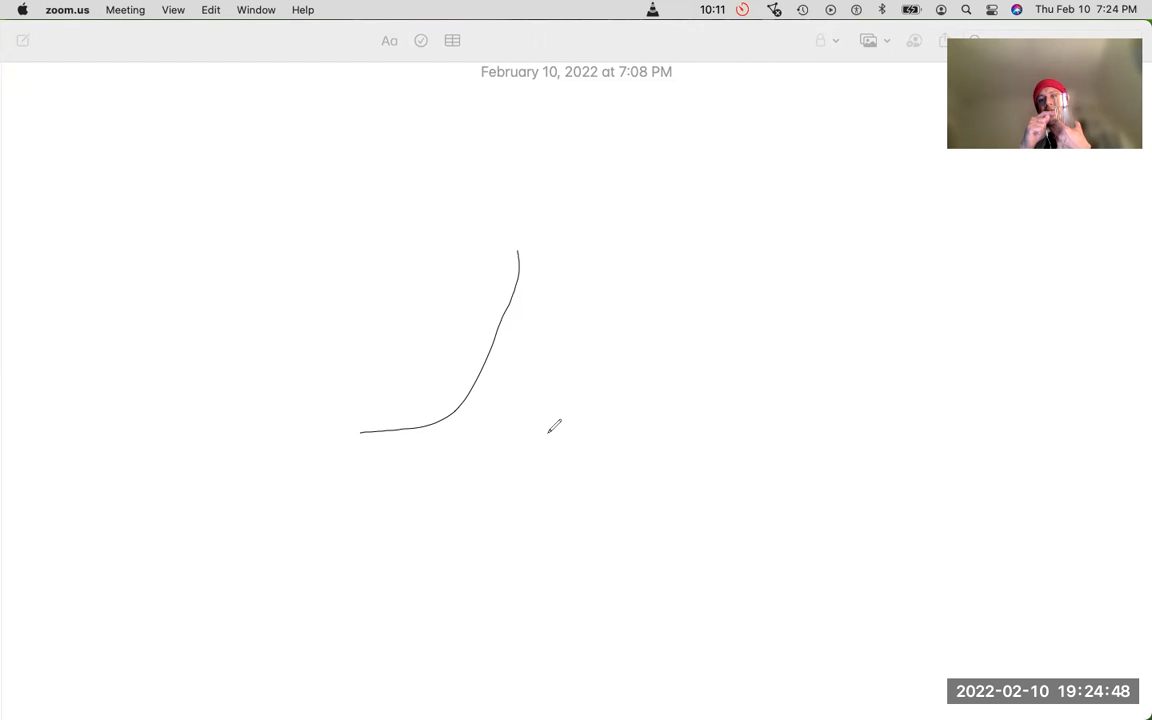 zoom.us Meeting View Edit Window Help 10:11 Thu Feb 10 7:24 PM
Aa
February 10, 2022 at 7:08 PM
2022-02-10 19:24:48